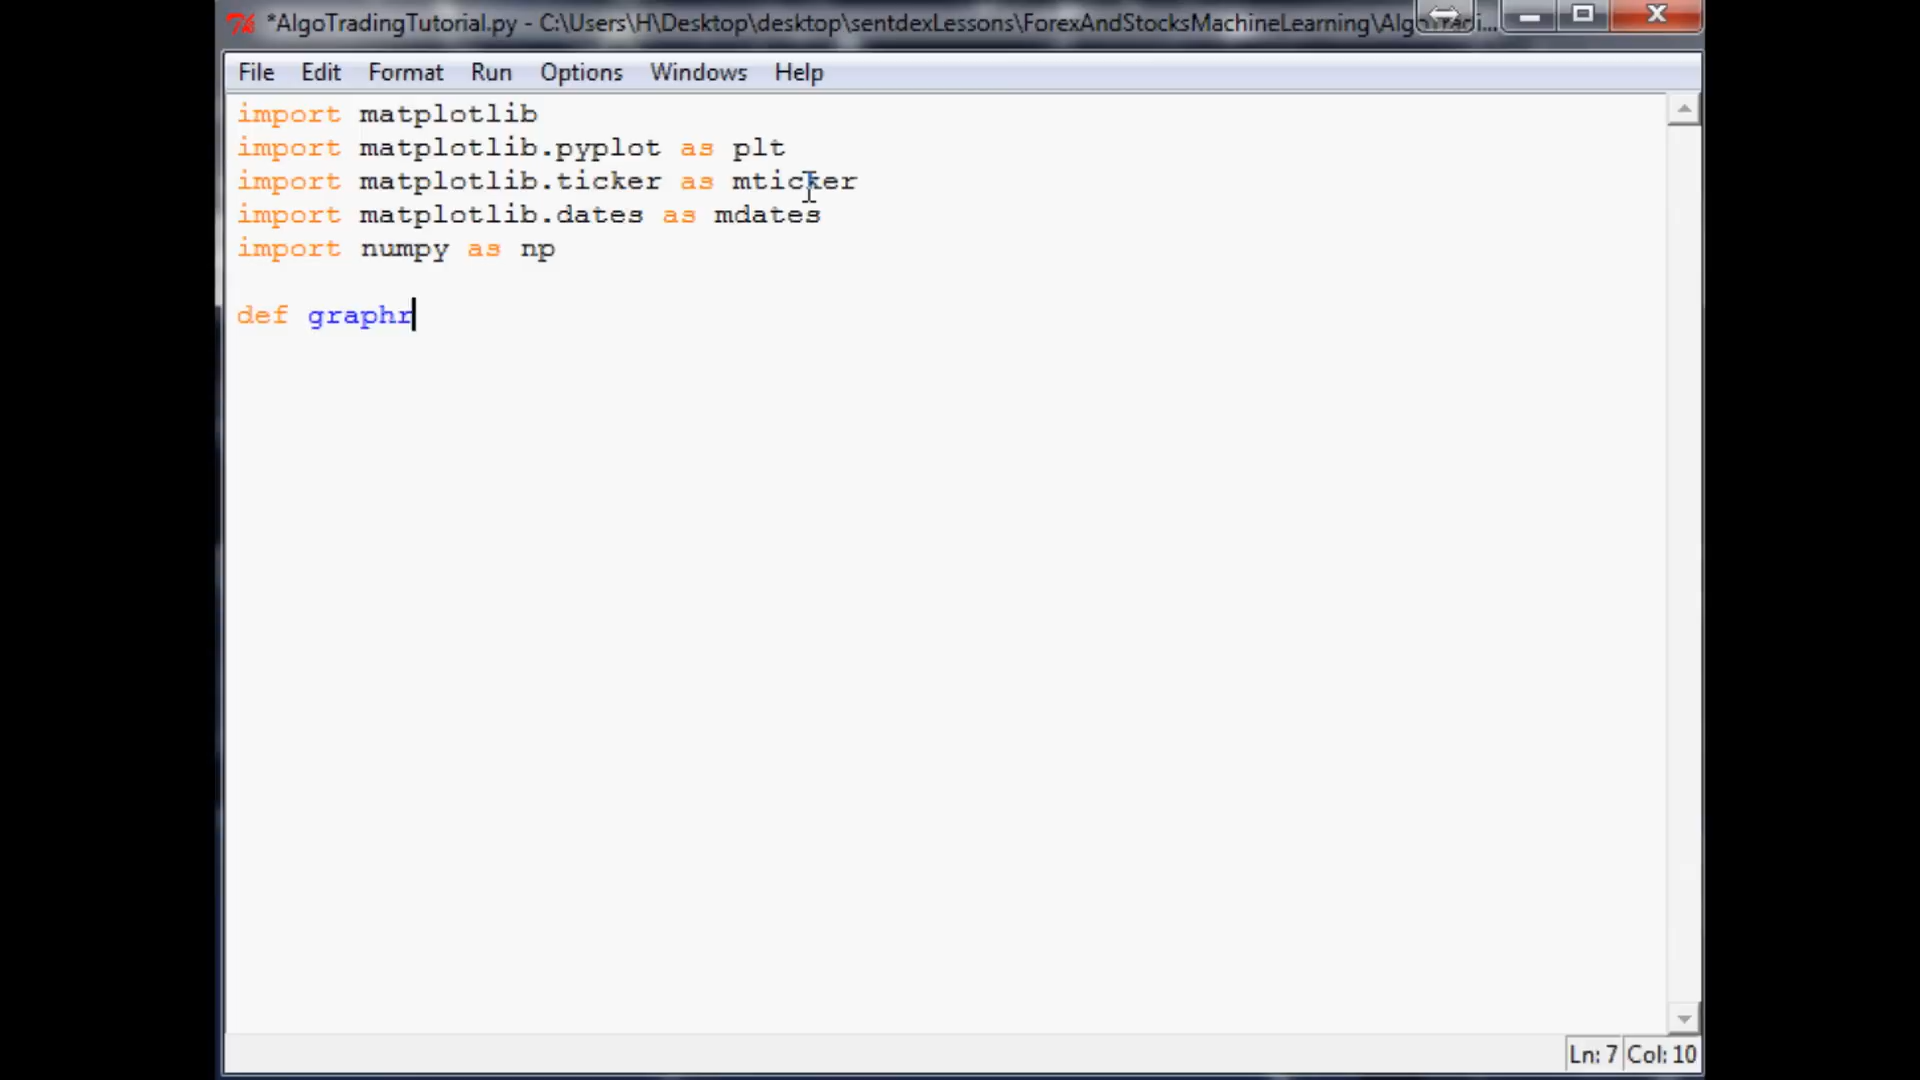 *AlgoTradingTutorial.py - C:\Users\H\Desktop\desktop\sentdexLessons\ForexAndStocksMachineLearning\AlgoTradi...
File Edit Format Run Options Windows Help
import matplotlib
import matplotlib.pyplot as plt
import matplotlib.ticker as mticker
import matplotlib.dates as mdates
import numpy as np
def graphr
Ln: 7 Col: 10